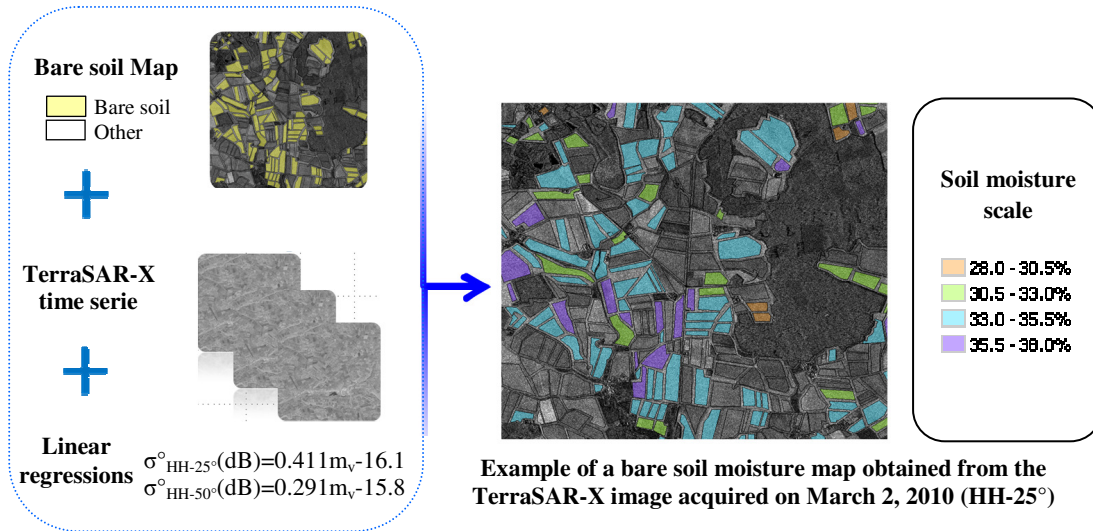 Bare soil Map
Bare soil
Other
TerraSAR-X
time serie
Linear
regressions
σ°HH-25°(dB)=0.411mv-16.1
σ°HH-50°(dB)=0.291mv-15.8
Example of a bare soil moisture map obtained from the
TerraSAR-X image acquired on March 2, 2010 (HH-25°)
Soil moisture
scale
28.0 - 30.5%
30.5 - 33.0%
33.0 - 35.5%
35.5 - 38.0%